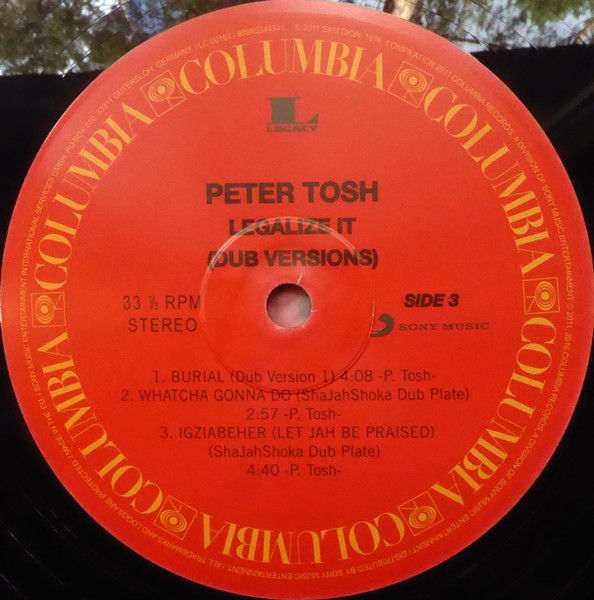 COLUMBIA COLUMBIA COLUMBIA COLUMBIA COLUMBIA COLUMBIA
L
LEGACY
PETER TOSH
LEGALIZE IT
(DUB VERSIONS)
33 ⅓ RPM
STEREO
SIDE 3
SONY MUSIC
1. BURIAL (Dub Version 1) 4:08 -P. Tosh-
2. WHATCHA GONNA DO (ShaJahShoka Dub Plate)
2:57 -P. Tosh-
3. IGZIABEHER (LET JAH BE PRAISED)
(ShaJahShoka Dub Plate)
4:40 -P. Tosh-